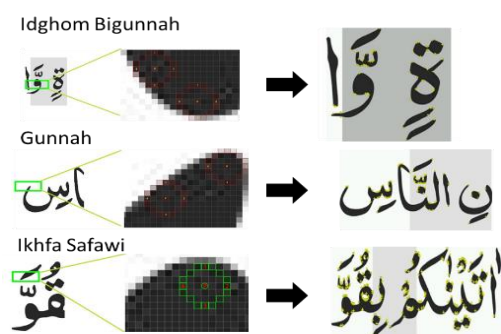 Idghom Bigunnah
ةٍ وَّا
ةٍ وَّا
Gunnah
اسِ
نِ النَّاسِ
Ikhfa Safawi
قُوَّ
اٰتَيْنٰكُمْ بِقُوَّ